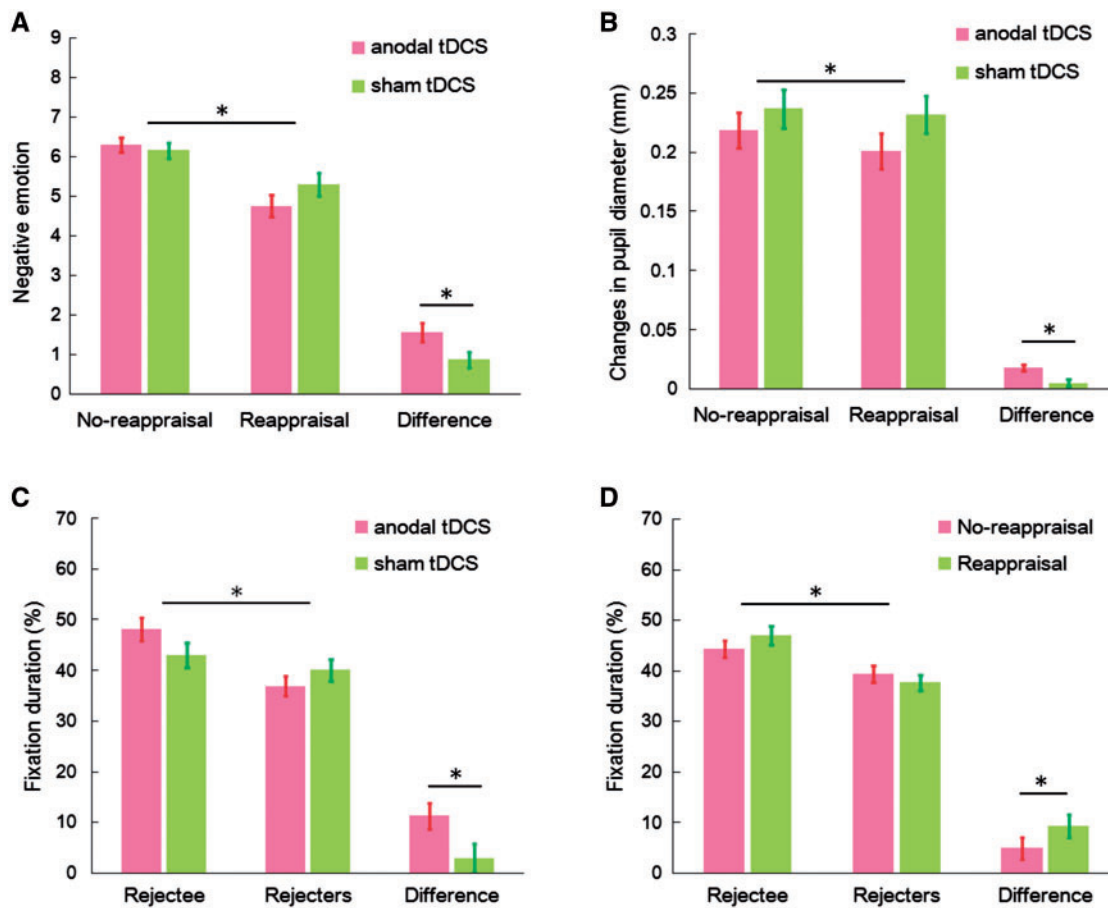 A
Negative emotion
9
8
7
6
5
4
3
2
1
0
anodal tDCS
sham tDCS
*
*
No-reappraisal Reappraisal Difference
B
Changes in pupil diameter (mm)
0.3
0.25
0.2
0.15
0.1
0.05
0
anodal tDCS
sham tDCS
*
*
No-reappraisal Reappraisal Difference
C
Fixation duration (%)
70
60
50
40
30
20
10
0
anodal tDCS
sham tDCS
*
*
Rejectee Rejecters Difference
D
Fixation duration (%)
70
60
50
40
30
20
10
0
No-reappraisal
Reappraisal
*
*
Rejectee Rejecters Difference